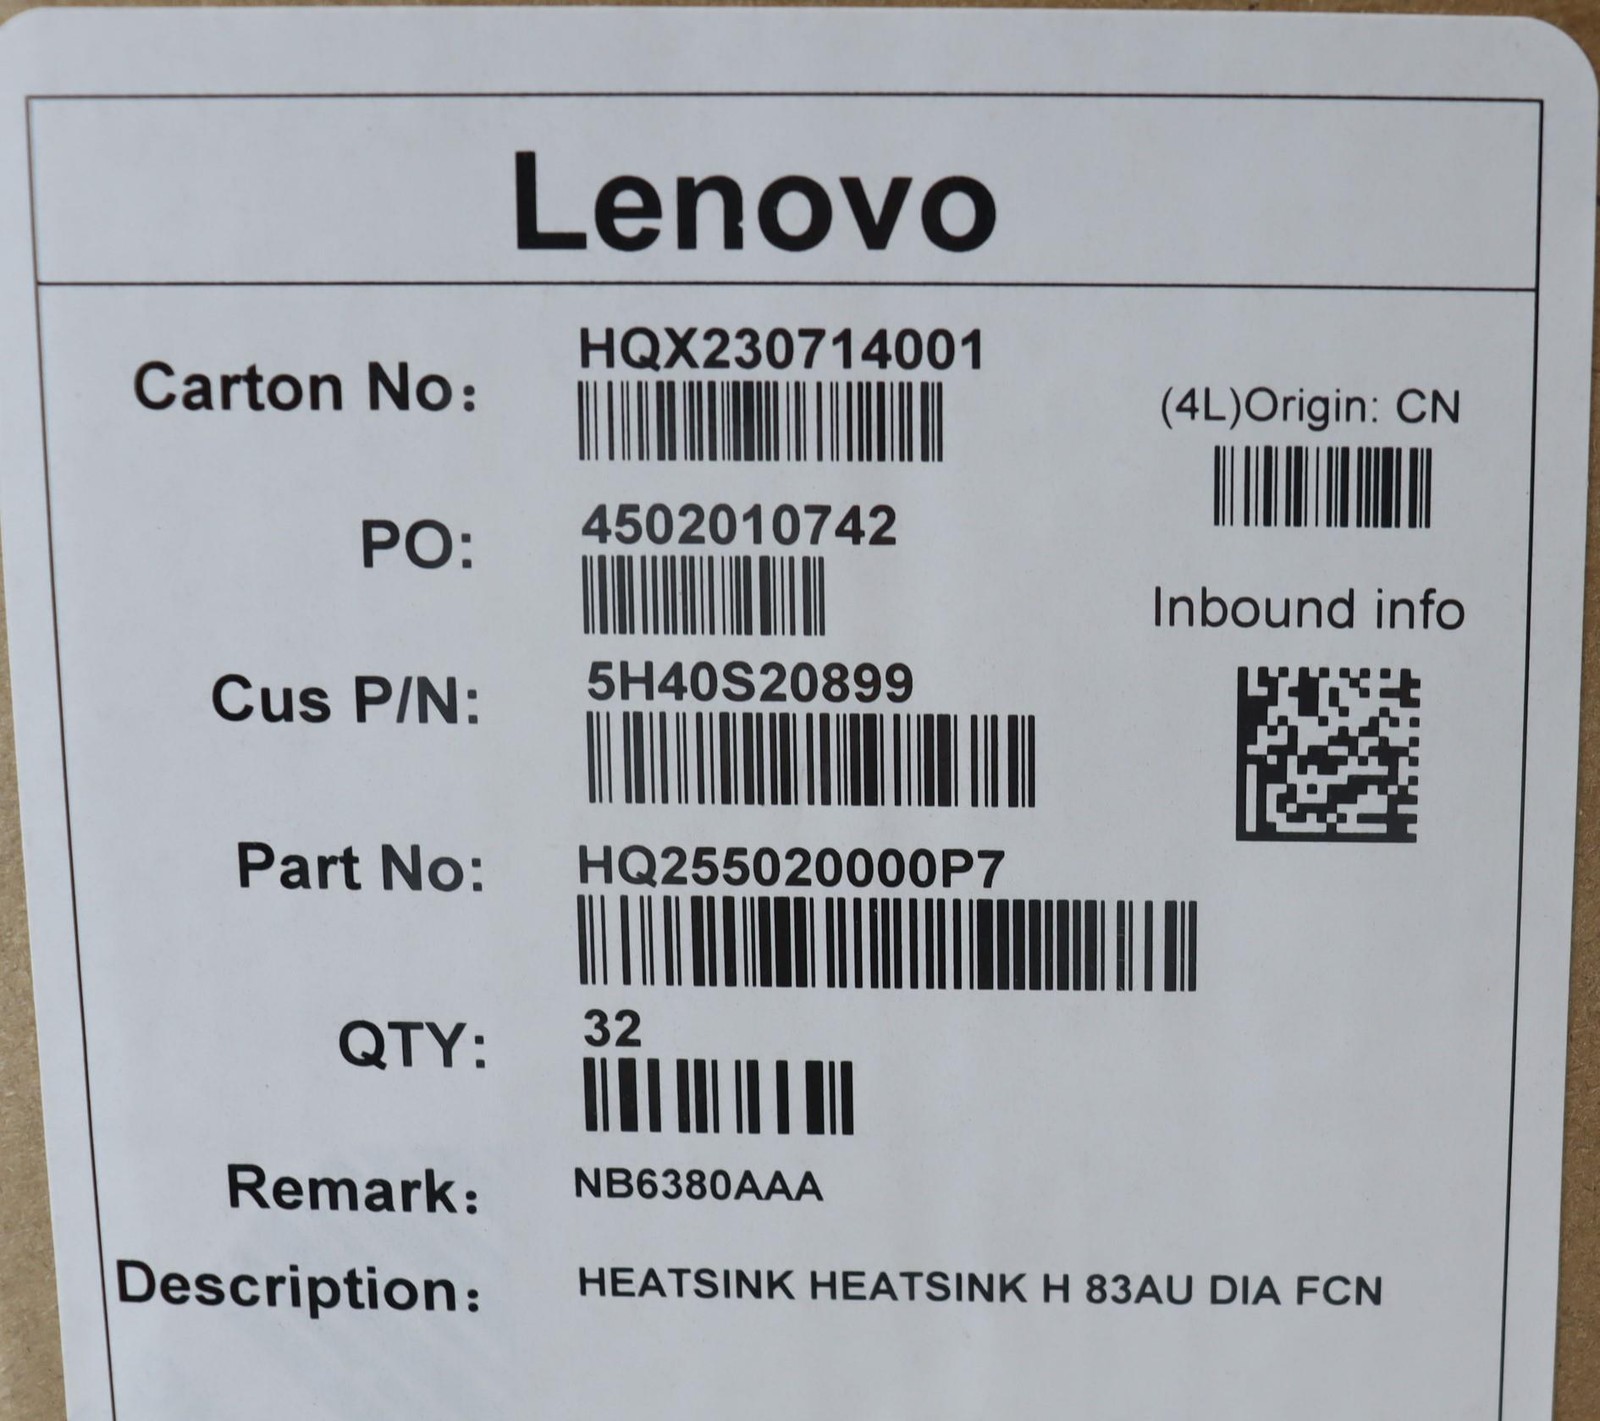 Lenovo
Carton No: HQX230714001
(4L)Origin: CN
PO: 4502010742
Inbound info
Cus P/N: 5H40S20899
Part No: HQ255020000P7
QTY: 32
Remark: NB6380AAA
Description: HEATSINK HEATSINK H 83AU DIA FCN